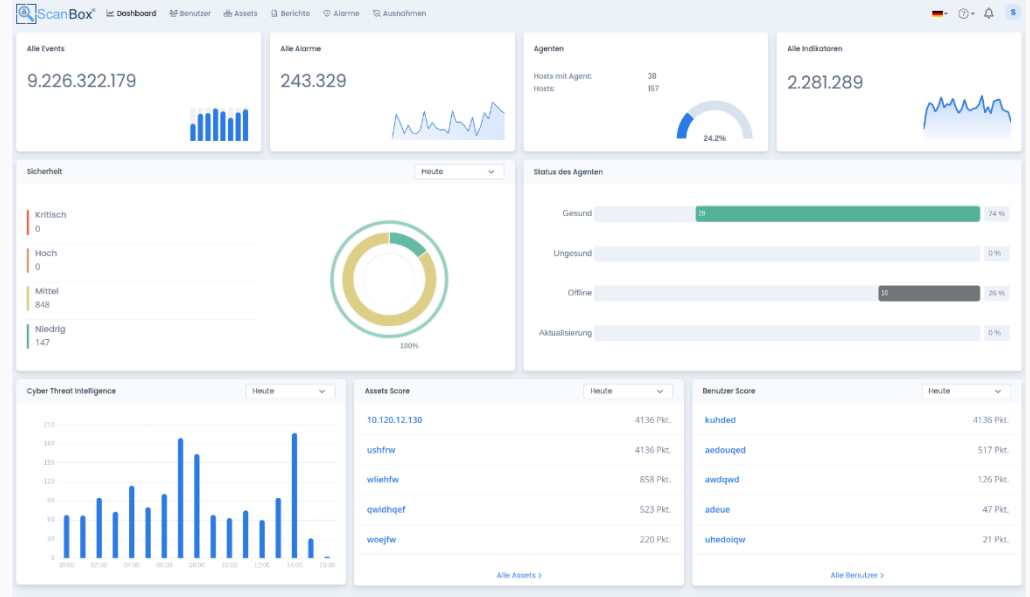 ScanBox® Dashboard Benutzer Assets Berichte Alarme Ausnahmen ? S
Alle Events
9.226.322.179
Alle Alarme
243.329
Agenten
Hosts mit Agent: 38
Hosts: 157
24.2%
Alle Indikatoren
2.281.289
Sicherheit Heute
Kritisch
0
Hoch
0
Mittel
848
Niedrig
147
100%
Status des Agenten
Gesund 28 74 %
Ungesund 0 %
Offline 10 26 %
Aktualisierung 0 %
Cyber Threat Intelligence Heute
210
180
150
120
90
60
30
0
00:00 02:00 04:00 06:00 08:00 10:00 12:00 14:00 16:00
Assets Score Heute
10.120.12.130 4136 Pkt.
ushfrw 4136 Pkt.
wliehfw 858 Pkt.
qwldhqef 523 Pkt.
woejfw 220 Pkt.
Alle Assets >
Benutzer Score Heute
kuhded 4136 Pkt.
aedouqed 517 Pkt.
awdqwd 126 Pkt.
adeue 47 Pkt.
uhedoiqw 21 Pkt.
Alle Benutzer >